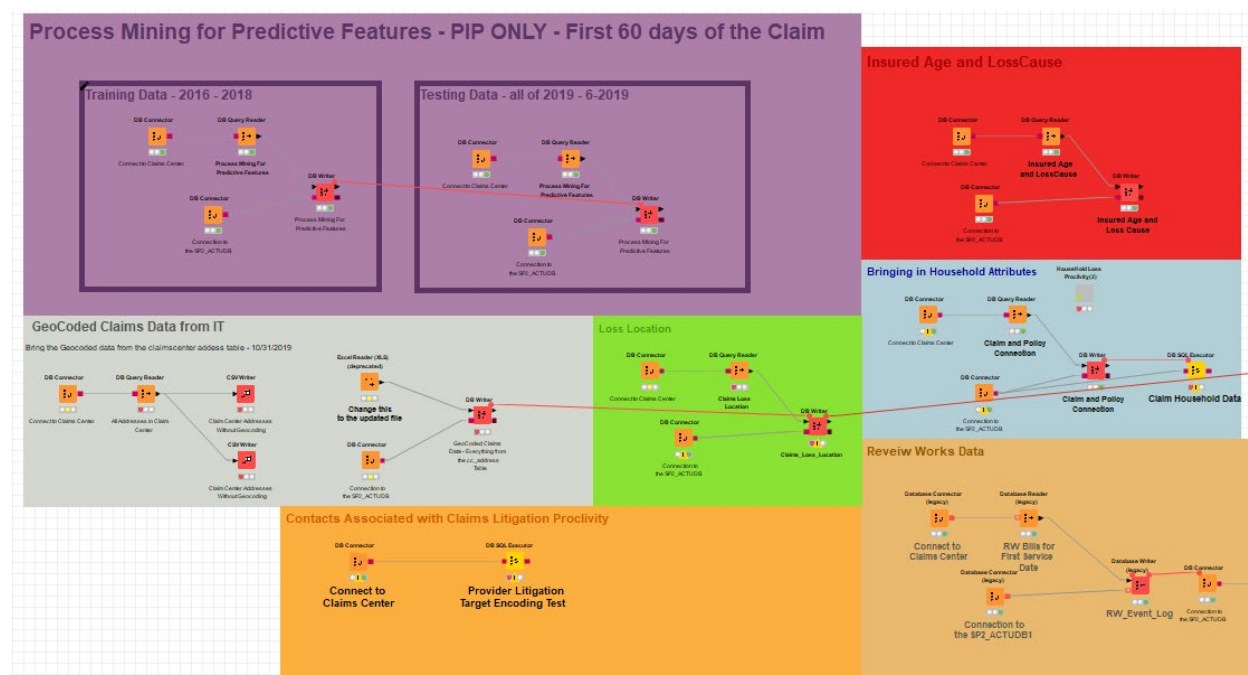 Process Mining for Predictive Features - PIP ONLY - First 60 days of the Claim
Training Data - 2016 - 2018
DB Connector
Connect to Claims Center
DB Query Reader
Process Mining For
Predictive Features
DB Connector
Connection to
the SP2_ACTUDB
DB Writer
Process Mining For
Predictive Features
Testing Data - all of 2019 - 6-2019
DB Connector
Connect to Claims Center
DB Query Reader
Process Mining For
Predictive Features
DB Connector
Connection to
the SP2_ACTUDB
DB Writer
Process Mining For
Predictive Features
Insured Age and LossCause
DB Connector
Connect to Claims Center
DB Query Reader
Insured Age
and LossCause
DB Connector
Connection to
the SP2_ACTUDB
DB Writer
Insured Age and
Loss Cause
Bringing in Household Attributes
Household Loss
Proclivity(2)
DB Connector
Connect to Claims Center
DB Query Reader
Claim and Policy
Connection
DB Connector
Connection to
the SP2_ACTUDB
DB Writer
Claim and Policy
Connection
DB SQL Executor
Claim Household Data
GeoCoded Claims Data from IT
Bring the Geocoded data from the claimscenter addess table - 10/31/2019
DB Connector
Connect to Claims Center
DB Query Reader
All Addresses in Claim
Center
CSV Writer
Claim Center Addresses
WithoutGeocoding
CSV Writer
Claim Center Addresses
WithoutGeocoding
Excel Reader (XLS)
(deprecated)
Change this
to the updated file
DB Connector
Connection to
the SP2_ACTUDB
DB Writer
GeoCoded Claims
Data - Everything from
the cc_address
Table
Loss Location
DB Connector
Connect to Claims Center
DB Query Reader
Claims Loss
Location
DB Connector
Connection to
the SP2_ACTUDB
DB Writer
Claims_Loss_Location
Contacts Associated with Claims Litigation Proclivity
DB Connector
Connect to
Claims Center
DB SQL Executor
Provider Litigation
Target Encoding Test
Reveiw Works Data
Database Connector
(legacy)
Connect to
Claims Center
Database Reader
(legacy)
RW Bills for
First Service
Date
Database Connector
(legacy)
Connection to
the SP2_ACTUDB1
Database Writer
(legacy)
RW_Event_Log
DB Connector
Connection to
the SP2_ACTUDB